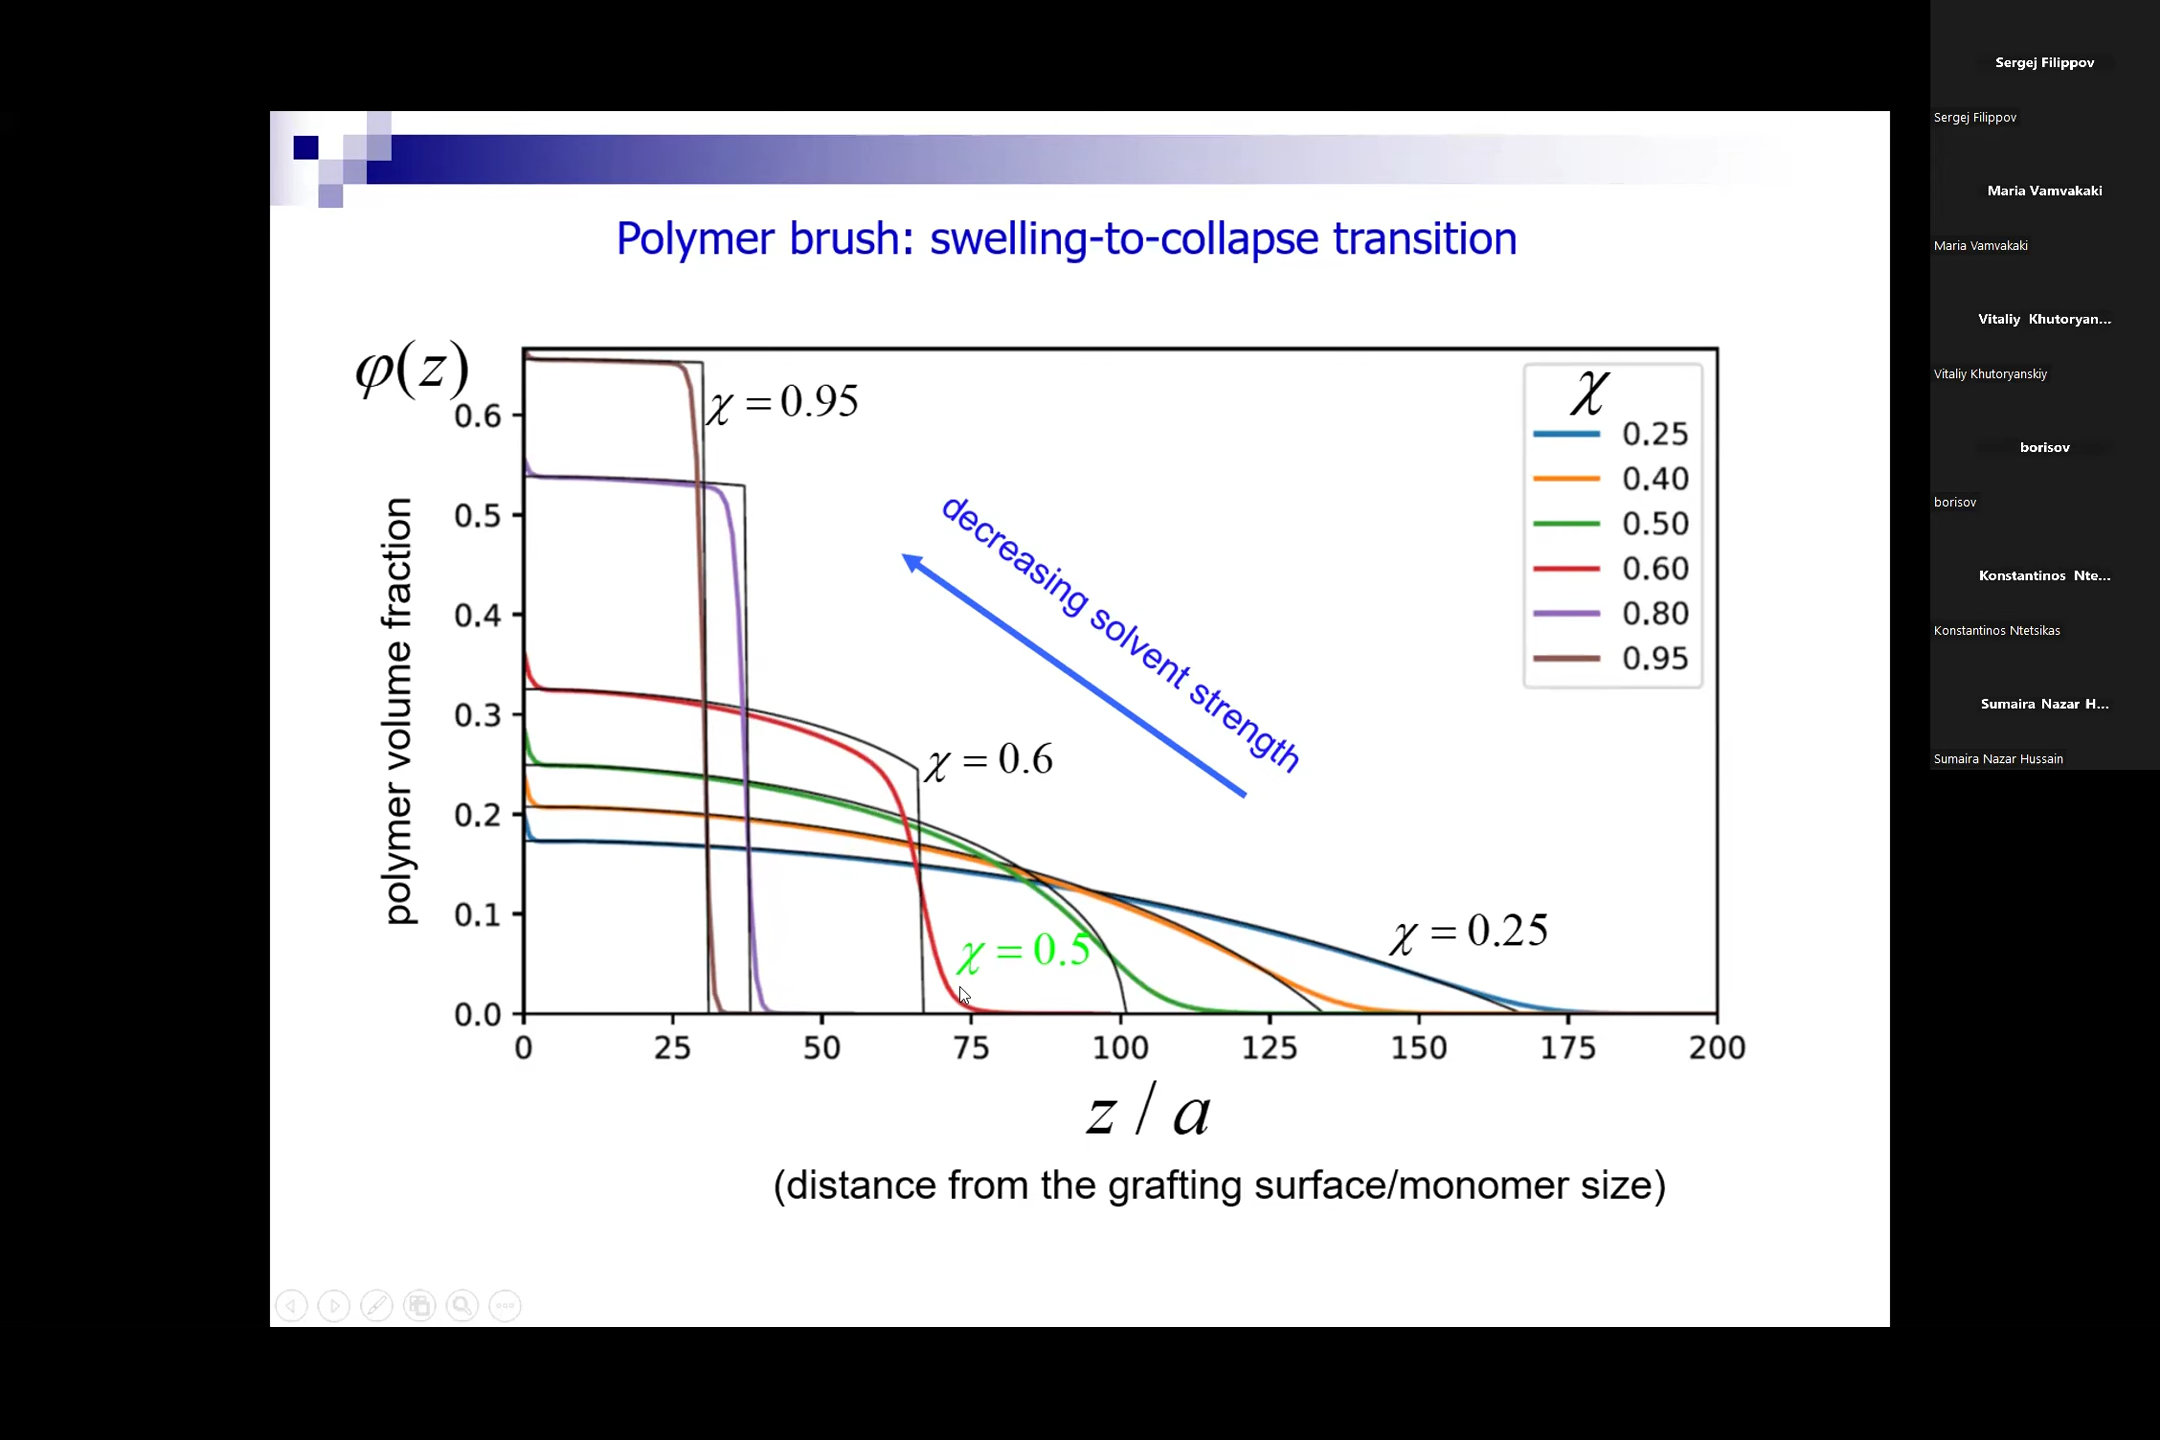 Polymer brush: swelling-to-collapse transition
φ(z)
polymer volume fraction
0.6
0.5
0.4
0.3
0.2
0.1
0.0
0 25 50 75 100 125 150 175 200
χ = 0.95
χ = 0.6
χ = 0.5
χ = 0.25
decreasing solvent strength
χ
0.25
0.40
0.50
0.60
0.80
0.95
z / a
(distance from the grafting surface/monomer size)
Sergej Filippov
Sergej Filippov
Maria Vamvakaki
Maria Vamvakaki
Vitaliy Khutoryan...
Vitaliy Khutoryanskiy
borisov
borisov
Konstantinos Nte...
Konstantinos Ntetsikas
Sumaira Nazar H...
Sumaira Nazar Hussain